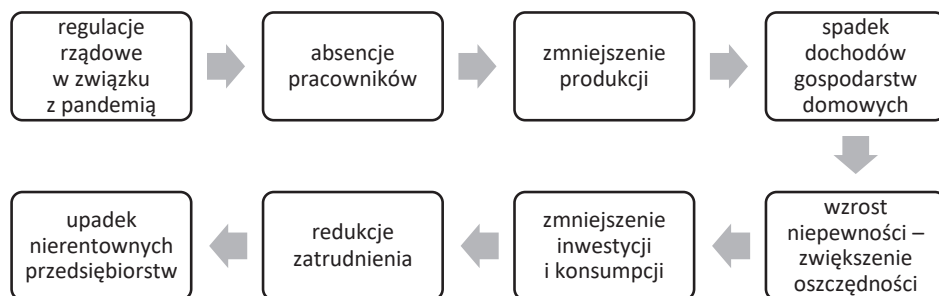 regulacje
rządowe
w związku
z pandemią
absencje
pracowników
zmniejszenie
produkcji
spadek
dochodów
gospodarstw
domowych
wzrost
niepewności –
zwiększenie
oszczędności
zmniejszenie
inwestycji
i konsumpcji
redukcje
zatrudnienia
upadek
nierentownych
przedsiębiorstw